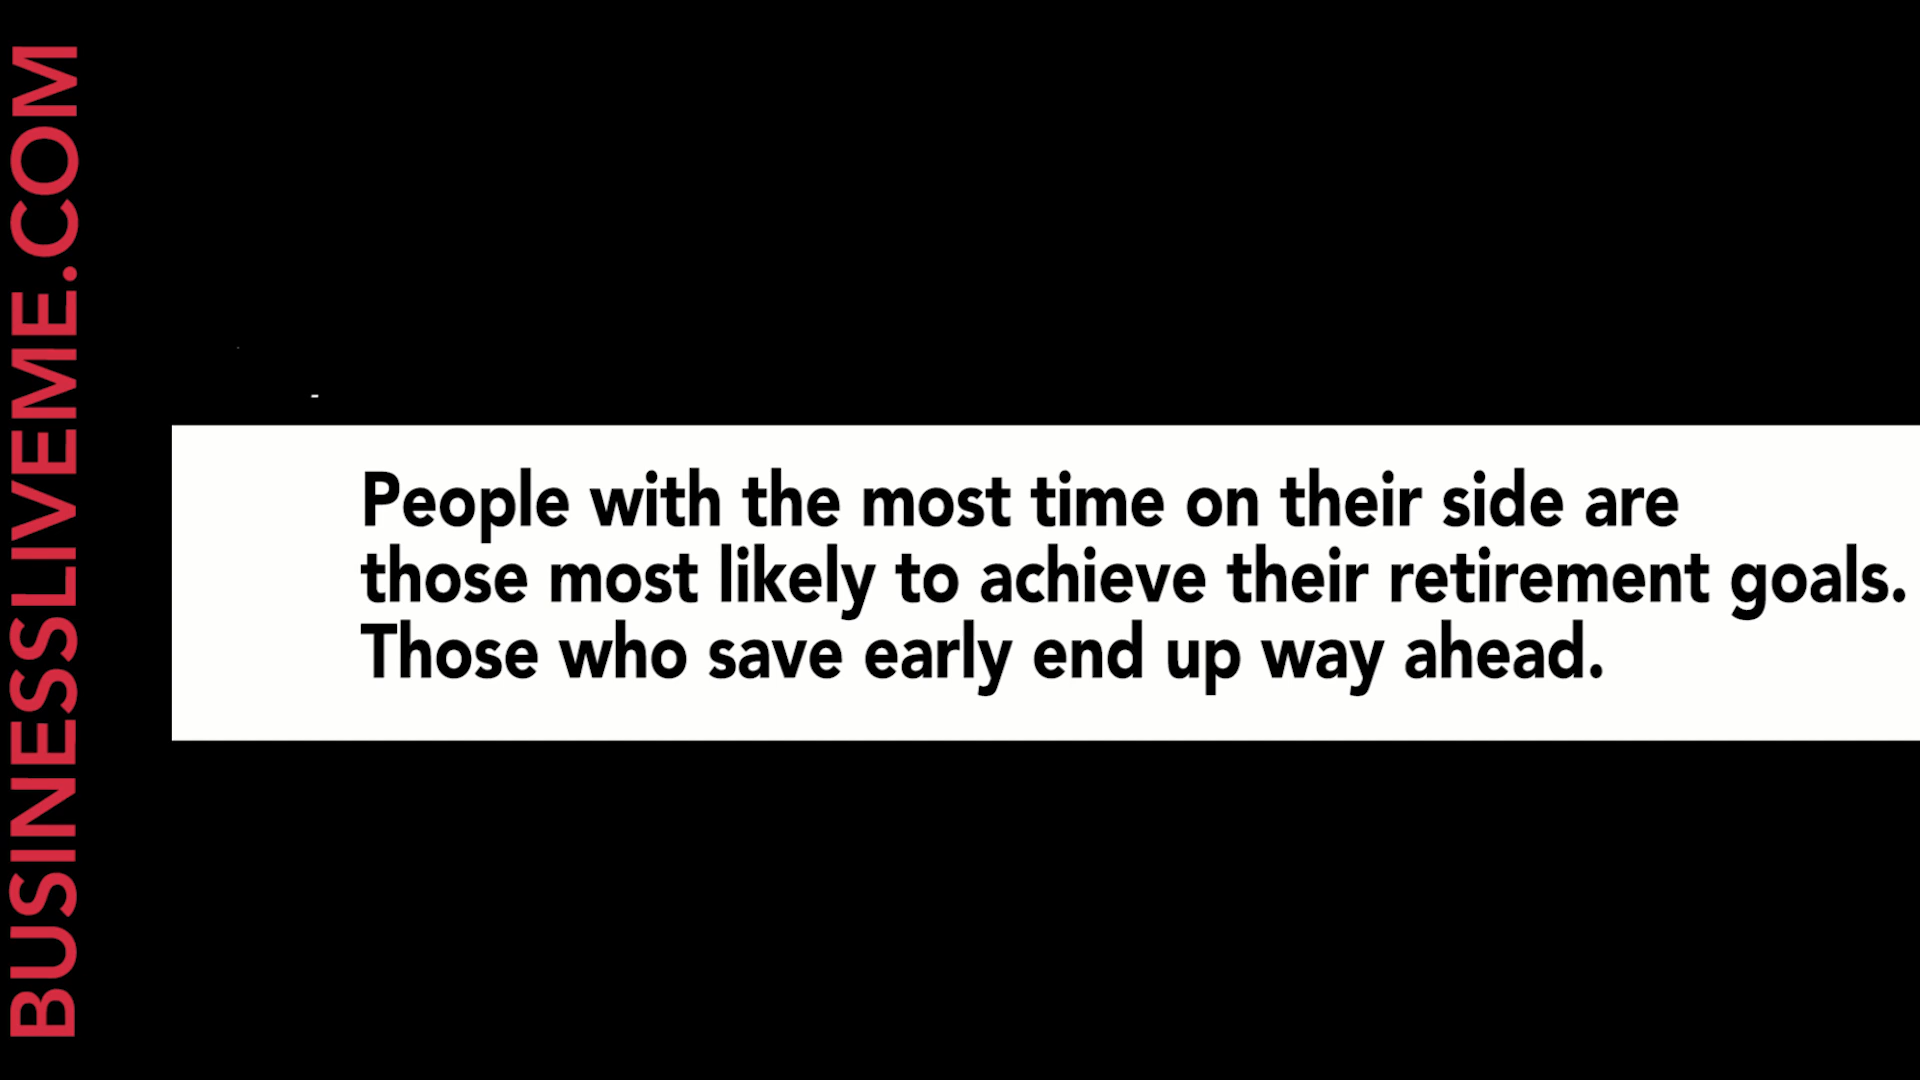 BUSINESSLIVEME.COM
People with the most time on their side are
those most likely to achieve their retirement goals.
Those who save early end up way ahead.